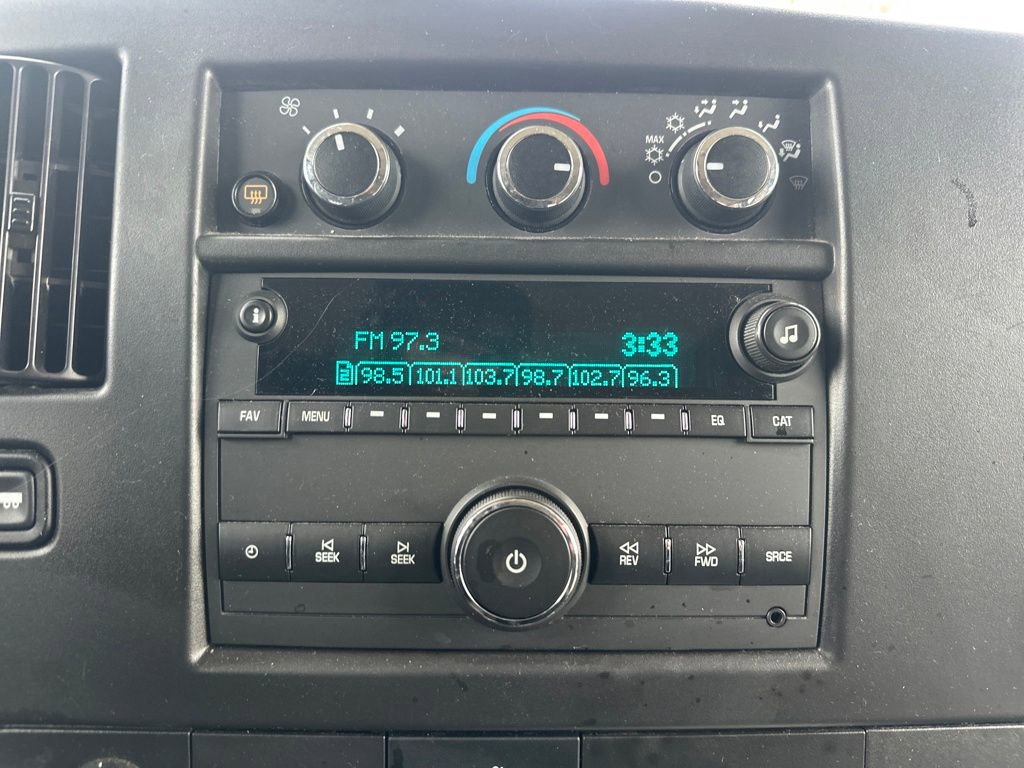 MAX
FM 97.3 3:33
2 98.5 101.1 103.7 98.7 102.7 96.3
FAV MENU EQ CAT
SEEK SEEK REV FWD SRCE